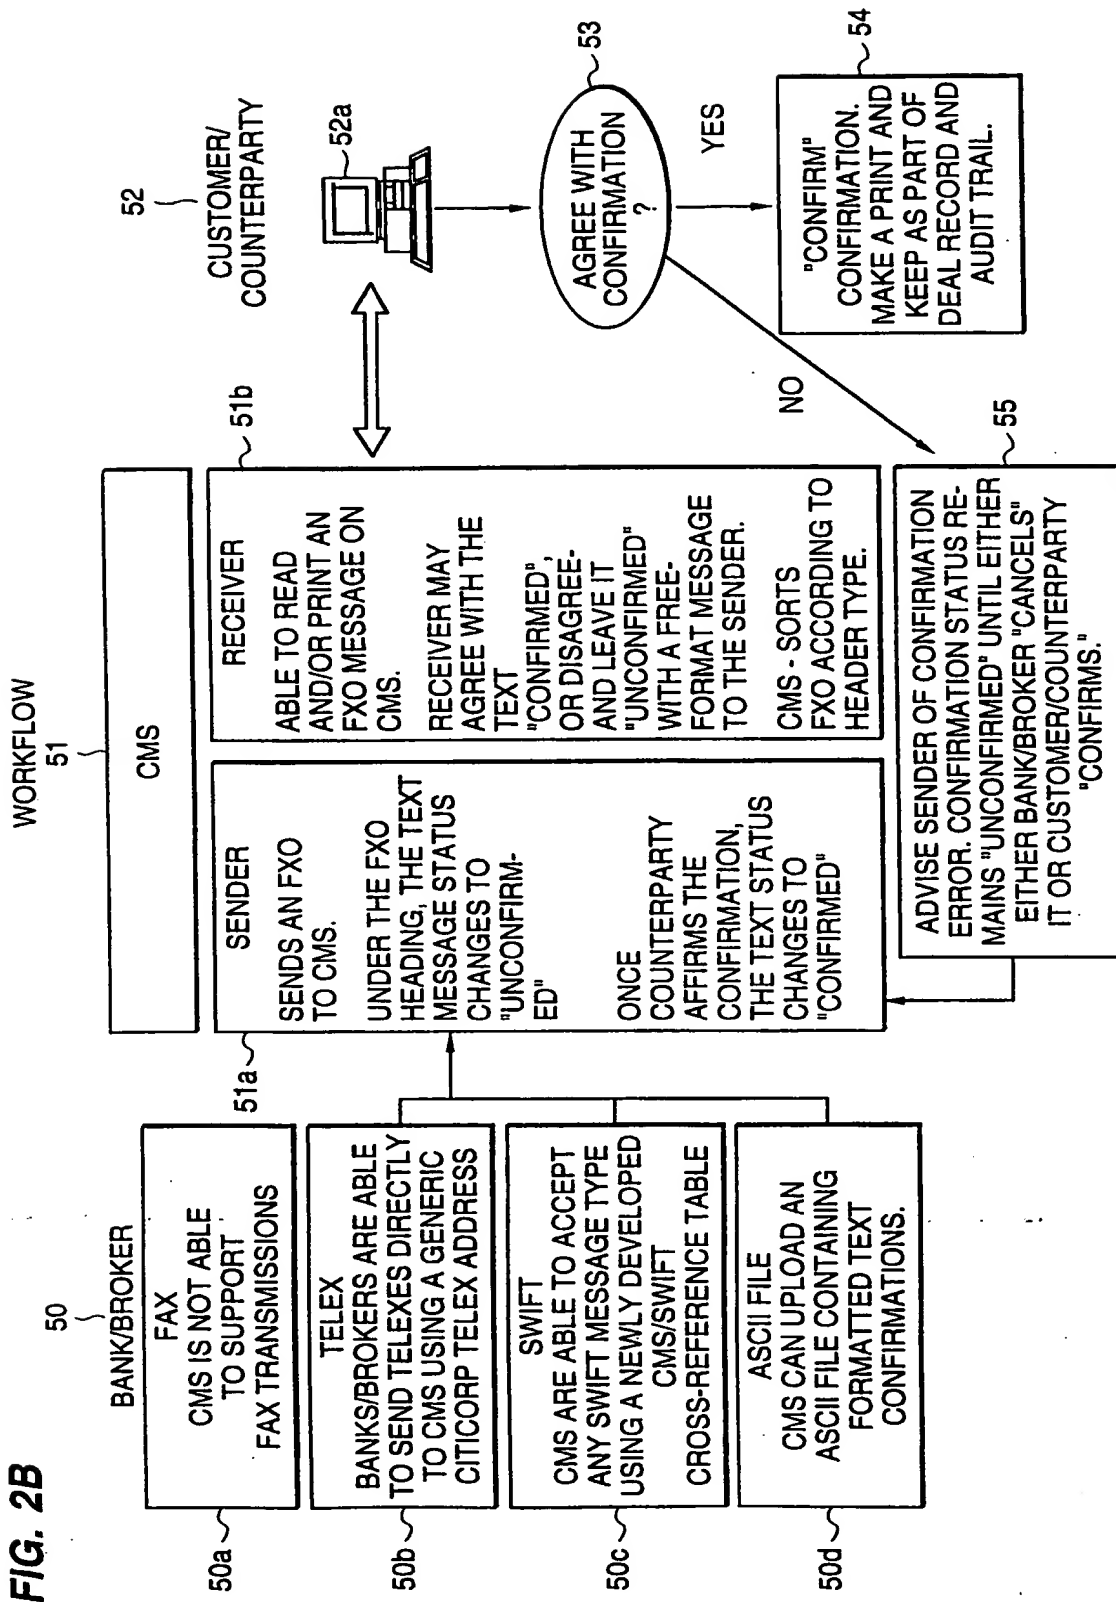 FIG. 2B
WORKFLOW
50
BANK/BROKER
50a
FAX
CMS IS NOT ABLE
TO SUPPORT
FAX TRANSMISSIONS
50b
TELEX
BANKS/BROKERS ARE ABLE
TO SEND TELEXES DIRECTLY
TO CMS USING A GENERIC
CITICORP TELEX ADDRESS
50c
SWIFT
CMS ARE ABLE TO ACCEPT
ANY SWIFT MESSAGE TYPE
USING A NEWLY DEVELOPED
CMS/SWIFT
CROSS-REFERENCE TABLE
50d
ASCII FILE
CMS CAN UPLOAD AN
ASCII FILE CONTAINING
FORMATTED TEXT
CONFIRMATIONS.
51
CMS
51a
SENDER
SENDS AN FXO
TO CMS.
UNDER THE FXO
HEADING, THE TEXT
MESSAGE STATUS
CHANGES TO
"UNCONFIRM-
ED"
ONCE
COUNTERPARTY
AFFIRMS THE
CONFIRMATION,
THE TEXT STATUS
CHANGES TO
"CONFIRMED"
51b
RECEIVER
ABLE TO READ
AND/OR PRINT AN
FXO MESSAGE ON
CMS.
RECEIVER MAY
AGREE WITH THE
TEXT
"CONFIRMED",
OR DISAGREE-
AND LEAVE IT
"UNCONFIRMED"
WITH A FREE-
FORMAT MESSAGE
TO THE SENDER.
CMS - SORTS
FXO ACCORDING TO
HEADER TYPE.
52
CUSTOMER/
COUNTERPARTY
52a
53
AGREE WITH
CONFIRMATION
?
YES
NO
54
"CONFIRM"
CONFIRMATION.
MAKE A PRINT AND
KEEP AS PART OF
DEAL RECORD AND
AUDIT TRAIL.
55
ADVISE SENDER OF CONFIRMATION
ERROR. CONFIRMATION STATUS RE-
MAINS "UNCONFIRMED" UNTIL EITHER
EITHER BANK/BROKER "CANCELS"
IT OR CUSTOMER/COUNTERPARTY
"CONFIRMS."